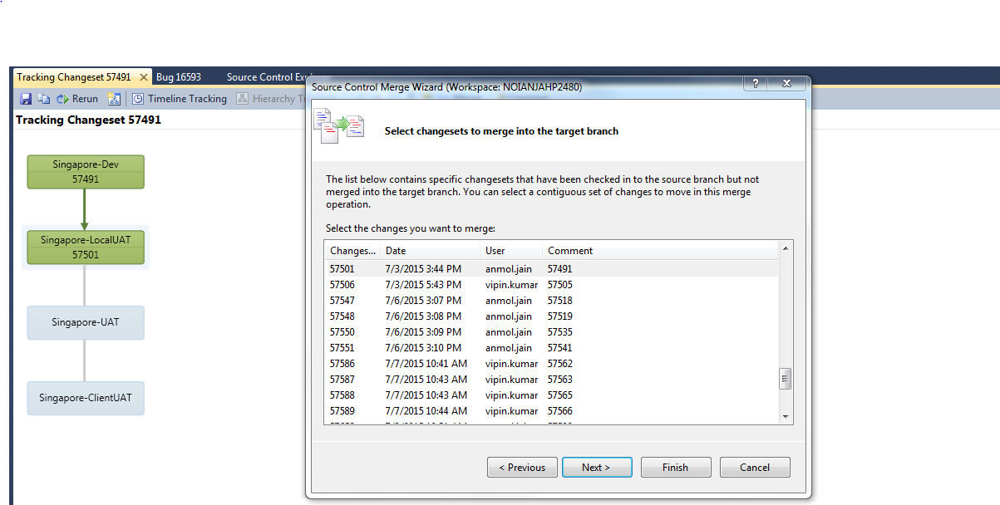 Tracking Changeset 57491 Bug 16593 Source Control Ex
Rerun Timeline Tracking Hierarchy
Tracking Changeset 57491
Singapore-Dev
57491
Singapore-LocalUAT
57501
Singapore-UAT
Singapore-ClientUAT
Source Control Merge Wizard (Workspace: NOIANJAHP2480)
Select changesets to merge into the target branch
The list below contains specific changesets that have been checked in to the source branch but not
merged into the target branch. You can select a contiguous set of changes to move in this merge
operation.
Select the changes you want to merge:
Changes... Date User Comment
57501 7/3/2015 3:44 PM anmol.jain 57491
57506 7/3/2015 5:43 PM vipin.kumar 57505
57547 7/6/2015 3:07 PM anmol.jain 57518
57548 7/6/2015 3:08 PM anmol.jain 57519
57550 7/6/2015 3:09 PM anmol.jain 57535
57551 7/6/2015 3:10 PM anmol.jain 57541
57586 7/7/2015 10:41 AM vipin.kumar 57562
57587 7/7/2015 10:43 AM vipin.kumar 57563
57588 7/7/2015 10:43 AM vipin.kumar 57565
57589 7/7/2015 10:44 AM vipin.kumar 57566
< Previous Next > Finish Cancel